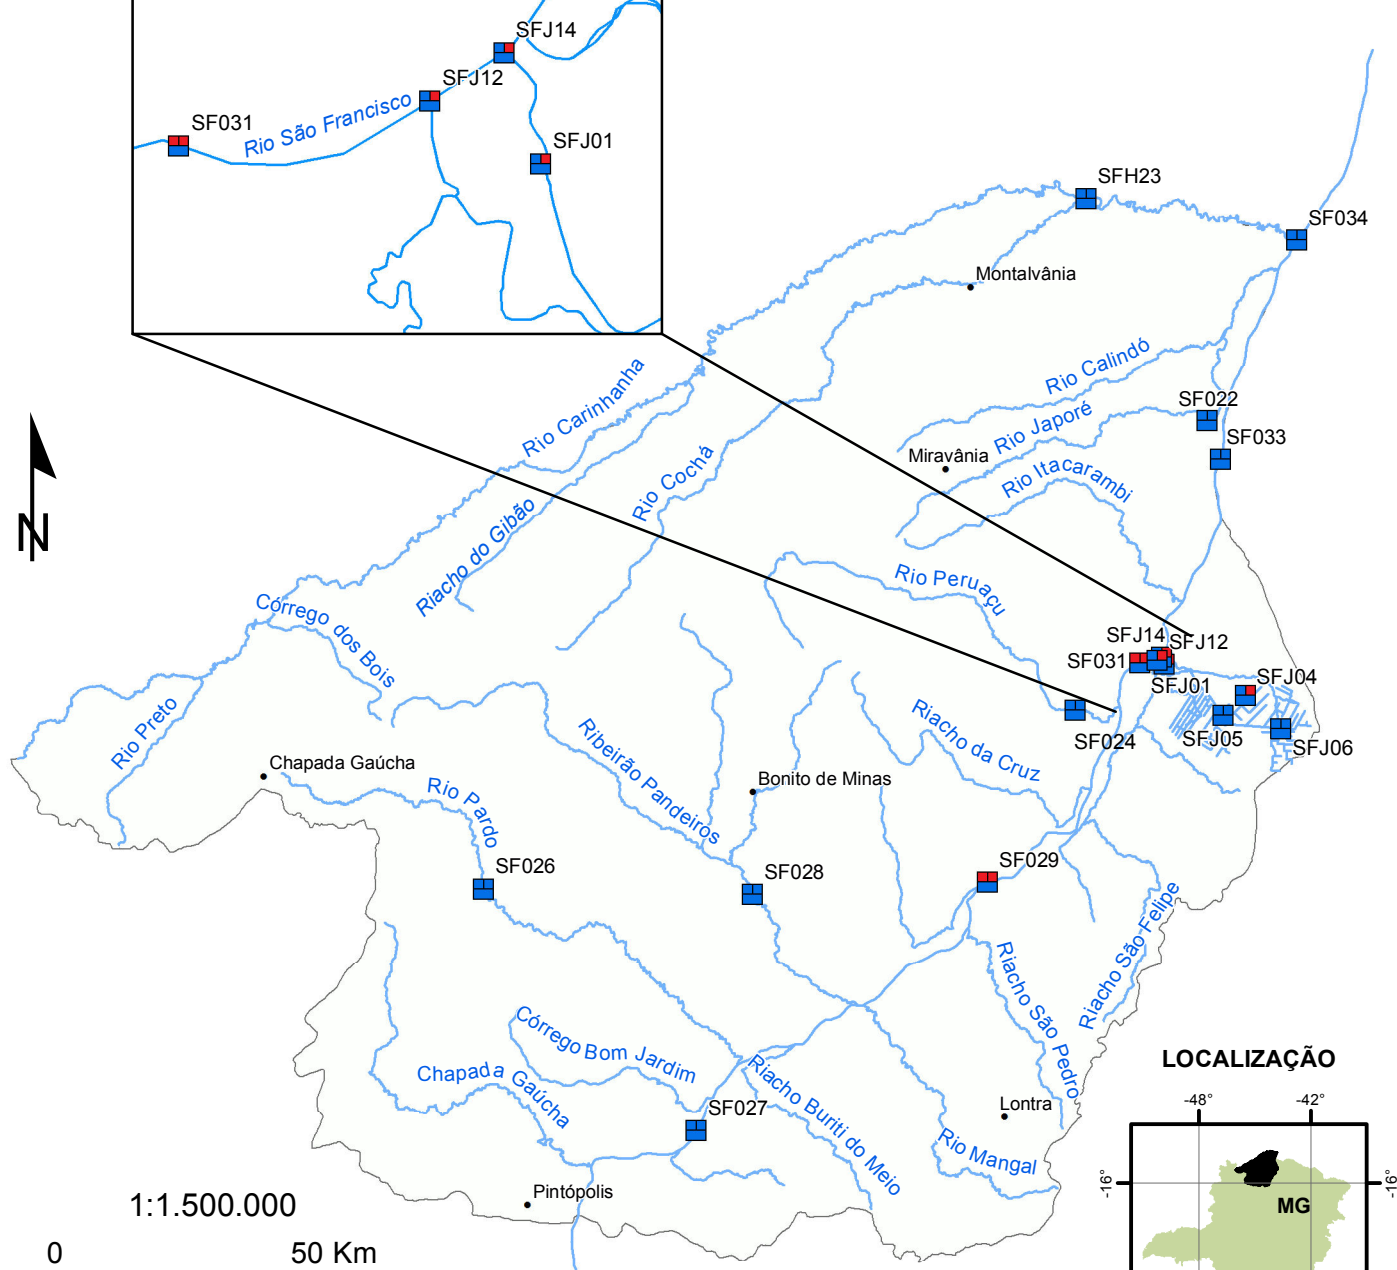 SFJ14
SFJ12
SF031
Rio São Francisco
SFJ01
SFH23
SF034
Montalvânia
Rio Calindó
Rio Carinhanha
SF022
Rio Japoré
SF033
Miravânia
Rio Itacarambi
Rio Cochá
Riacho do Gibão
N
Rio Peruaçu
Córrego dos Bois
SFJ14
SFJ12
SF031
SFJ01
SFJ04
Rio Preto
Riacho da Cruz
SF024
SFJ05
SFJ06
Chapada Gaúcha
Ribeirão Pandeiros
Bonito de Minas
Rio Pardo
SF026
SF028
SF029
Riacho São Felipe
Riacho São Pedro
Córrego Bom Jardim
Chapada Gaúcha
Riacho Buriti do Meio
SF027
Lontra
Rio Mangal
Pintópolis
LOCALIZAÇÃO
-48°
-42°
-16°
-16°
MG
1:1.500.000
0
50 Km